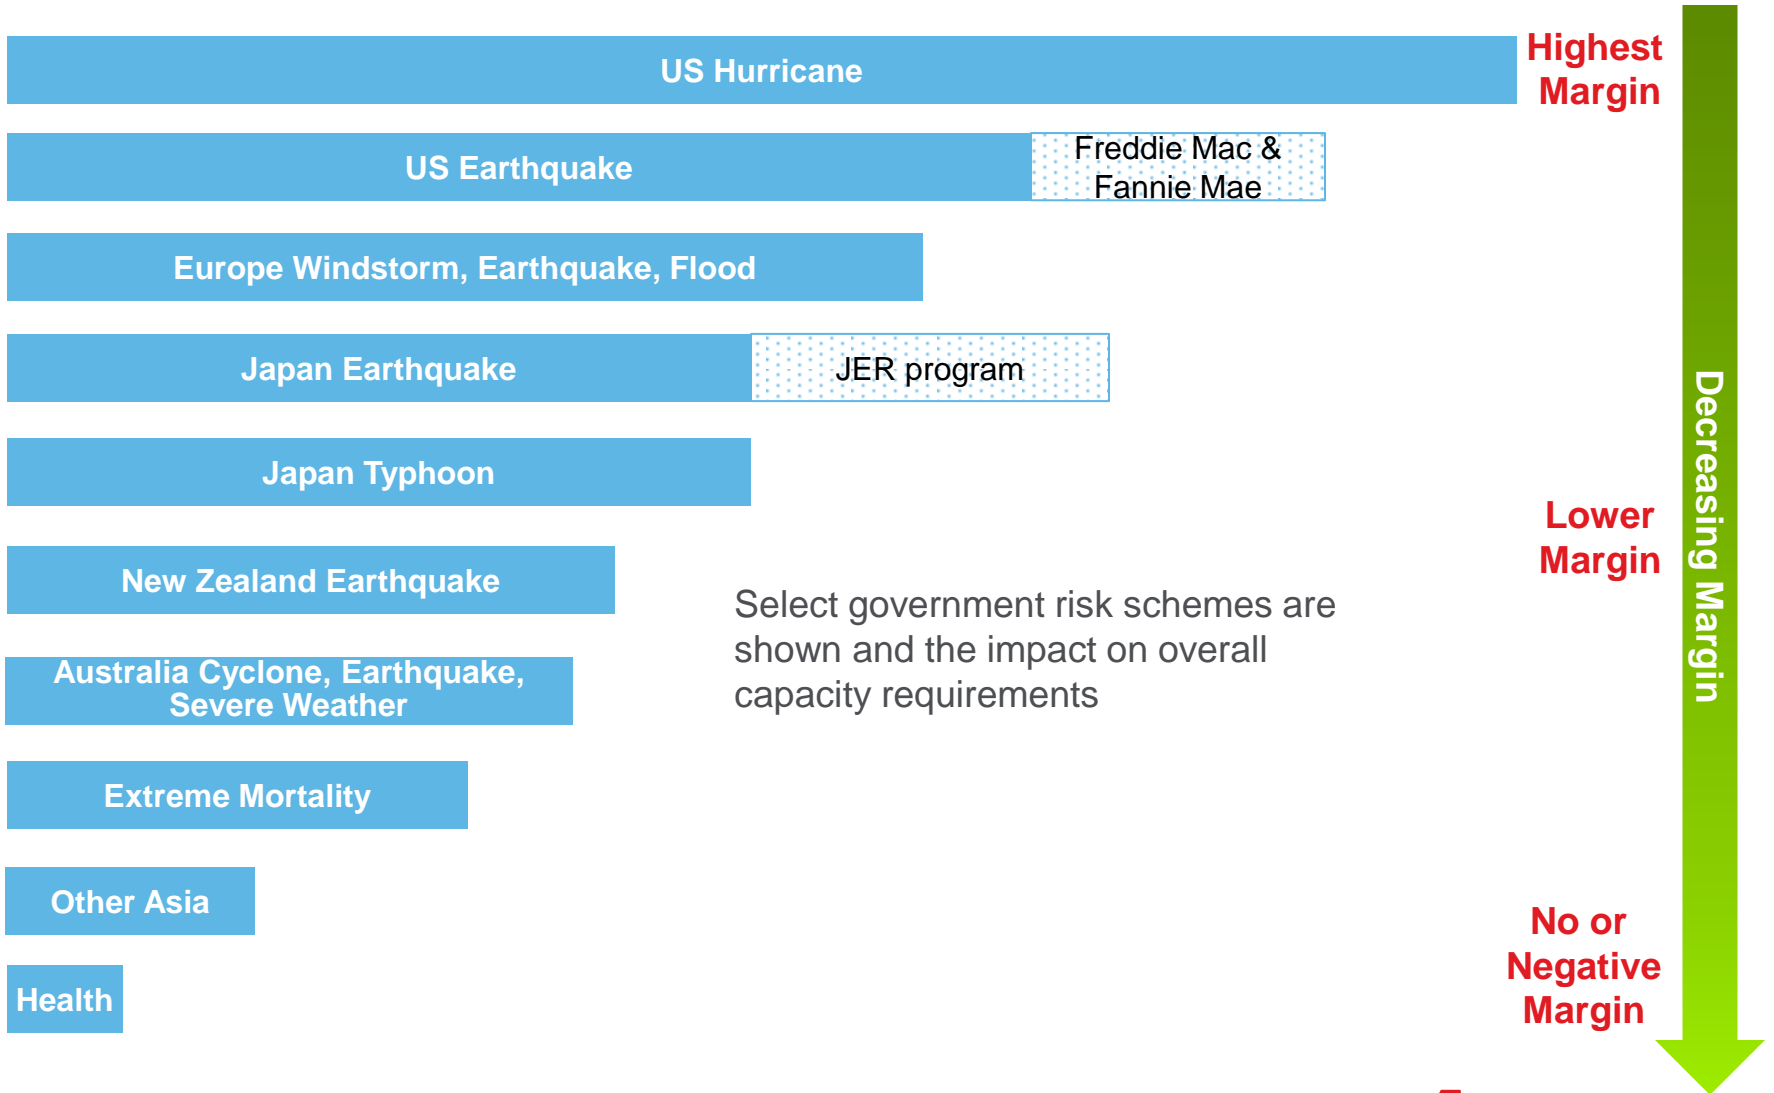 US Hurricane
Highest
Margin
US Earthquake
Freddie Mac &
Fannie Mae
Europe Windstorm, Earthquake, Flood
Japan Earthquake
JER program
Japan Typhoon
Lower
Margin
Decreasing Margin
New Zealand Earthquake
Select government risk schemes are
shown and the impact on overall
capacity requirements
Australia Cyclone, Earthquake,
Severe Weather
Extreme Mortality
Other Asia
No or
Negative
Margin
Health